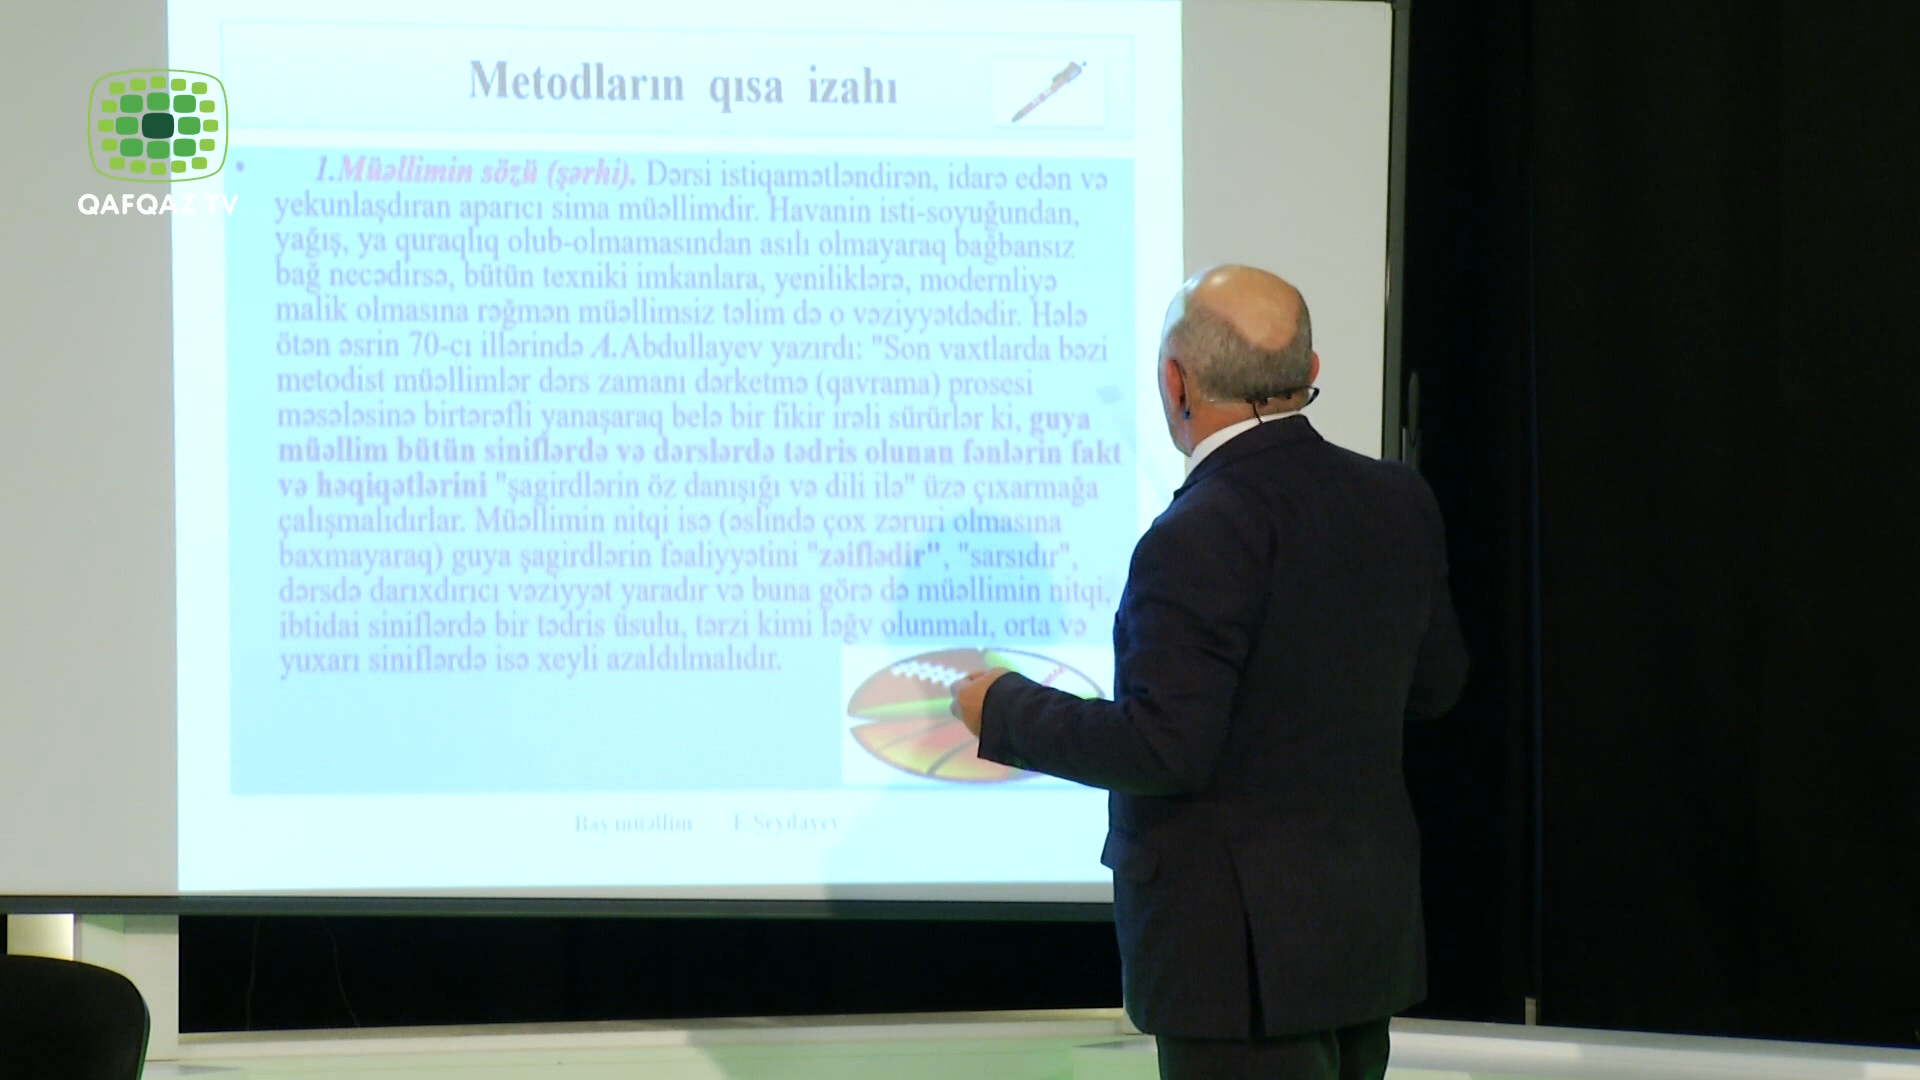 QAFQAZ TV
Metodların qısa izahı
• 1.Müəllimin sözü (şərhi). Dərsi istiqamətləndirən, idarə edən və
yekunlaşdıran aparıcı sima müəllimdir. Havanin isti-soyuğundan,
yağış, ya quraqlıq olub-olmamasından asılı olmayaraq bağbansız
bağ necədirsə, bütün texniki imkanlara, yeniliklərə, modernliyə
malik olmasına rəğmən müəllimsiz təlim də o vəziyyətdədir. Hələ
ötən əsrin 70-cı illərində A.Abdullayev yazırdı: "Son vaxtlarda bəzi
metodist müəllimlər dərs zamanı dərketmə (qavrama) prosesi
məsələsinə birtərəfli yanaşaraq belə bir fikir irəli sürürlər ki, guya
müəllim bütün siniflərdə və dərslərdə tədris olunan fənlərin fakt
və həqiqətlərini "şagirdlərin öz danışığı və dili ilə" üzə çıxarmağa
çalışmalıdırlar. Müəllimin nitqi isə (əslində çox zəruri olmasına
baxmayaraq) guya şagirdlərin fəaliyyətini "zəiflədir", "sarsıdır",
dərsdə darıxdırıcı vəziyyət yaradır və buna görə də müəllimin nitqi,
ibtidai siniflərdə bir tədris üsulu, tərzi kimi ləğv olunmalı, orta və
yuxarı siniflərdə isə xeyli azaldılmalıdır.
Bay müəllim F.Seyidəyev